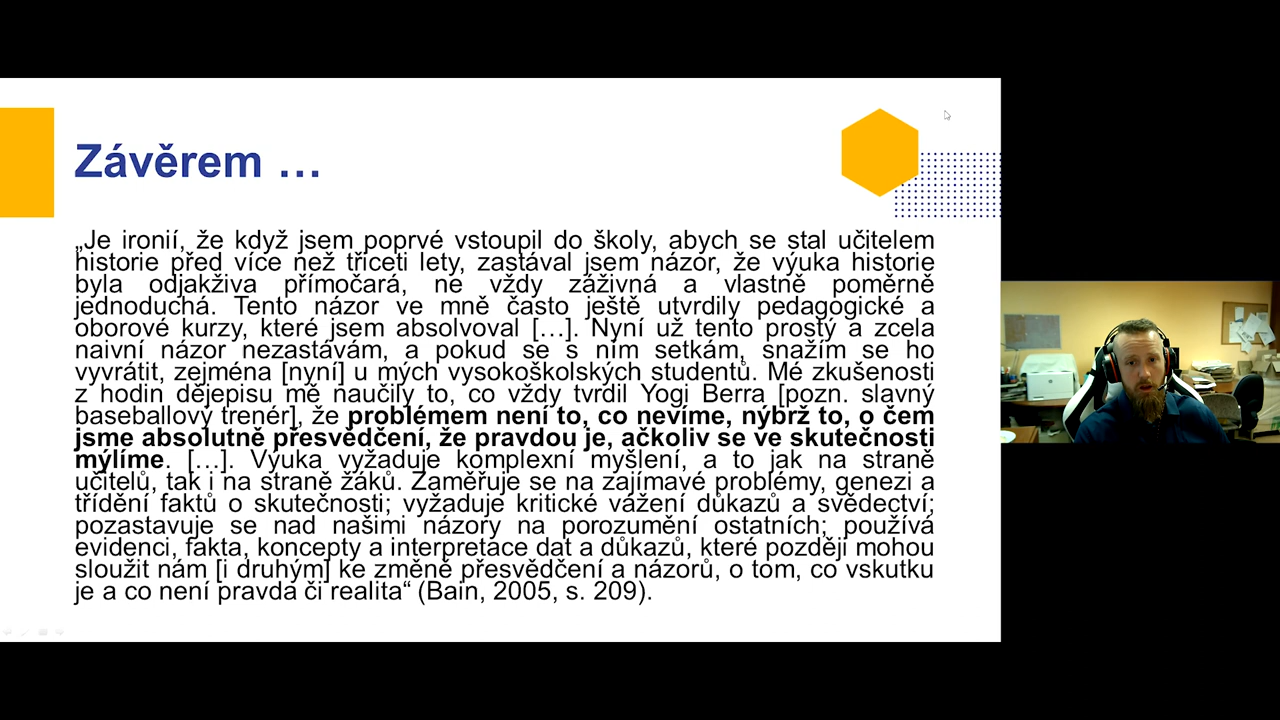 Závěrem …
„Je ironií, že když jsem poprvé vstoupil do školy, abych se stal učitelem
historie před více než třiceti lety, zastával jsem názor, že výuka historie
byla odjakživa přímočará, ne vždy záživná a vlastně poměrně
jednoduchá. Tento názor ve mně často ještě utvrdily pedagogické a
oborové kurzy, které jsem absolvoval […]. Nyní už tento prostý a zcela
naivní názor nezastávám, a pokud se s ním setkám, snažím se ho
vyvrátit, zejména [nyní] u mých vysokoškolských studentů. Mé zkušenosti
z hodin dějepisu mě naučily to, co vždy tvrdil Yogi Berra [pozn. slavný
baseballový trenér], že problémem není to, co nevíme, nýbrž to, o čem
jsme absolutně přesvědčení, že pravdou je, ačkoliv se ve skutečnosti
mýlíme. […]. Výuka vyžaduje komplexní myšlení, a to jak na straně
učitelů, tak i na straně žáků. Zaměřuje se na zajímavé problémy, genezi a
třídění faktů o skutečnosti; vyžaduje kritické vážení důkazů a svědectví;
pozastavuje se nad našimi názory na porozumění ostatních; používá
evidenci, fakta, koncepty a interpretace dat a důkazů, které později mohou
sloužit nám [i druhým] ke změně přesvědčení a názorů, o tom, co vskutku
je a co není pravda či realita“ (Bain, 2005, s. 209).